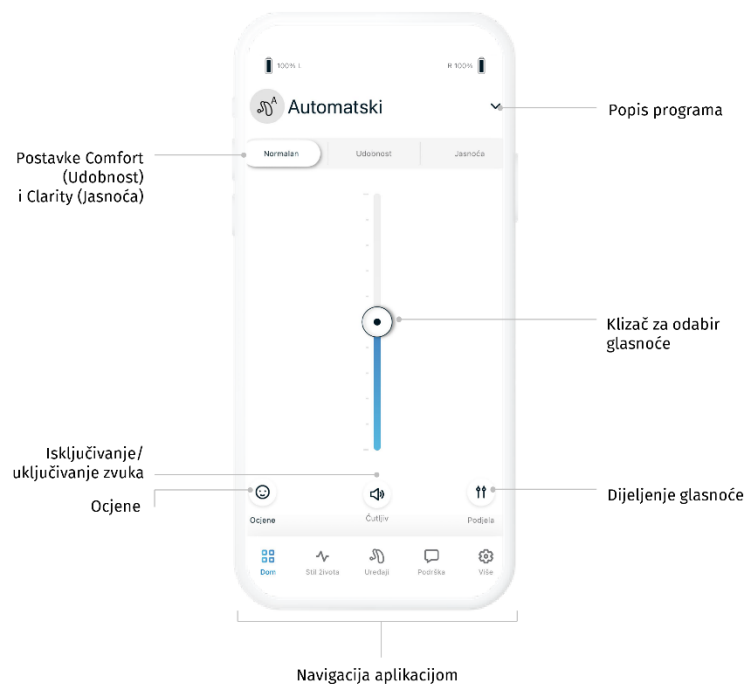 100% L
R 100%
Automatski
Popis programa
Normalan
Udobnost
Jasnoća
Postavke Comfort
(Udobnost)
i Clarity (Jasnoća)
Klizač za odabir
glasnoće
Isključivanje/
uključivanje zvuka
Ocjene
Dijeljenje glasnoće
Ocjene
Ćutljiv
Podjela
Dom
Stil života
Uređaji
Podrška
Više
Navigacija aplikacijom